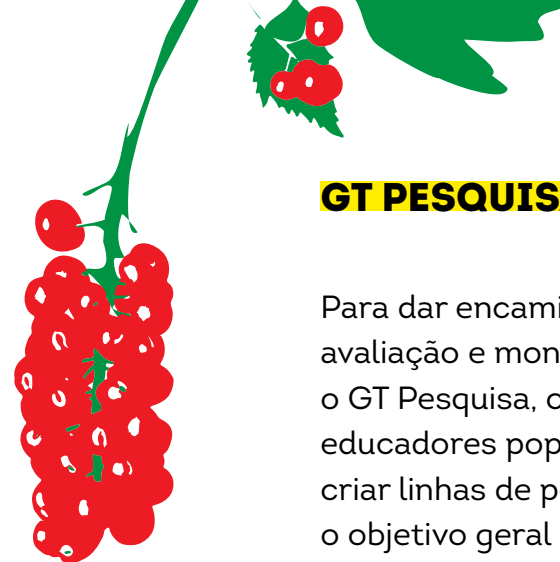 GT PESQUIS
Para dar encami
avaliação e mon
o GT Pesquisa, c
educadores pop
criar linhas de p
o objetivo geral